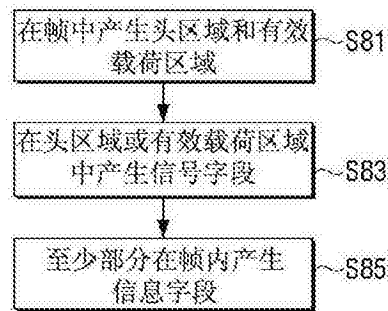 在帧中产生头区域和有效
载荷区域
S81
在头区域或有效载荷区域
中产生信号字段
S83
至少部分在帧内产生
信息字段
S85